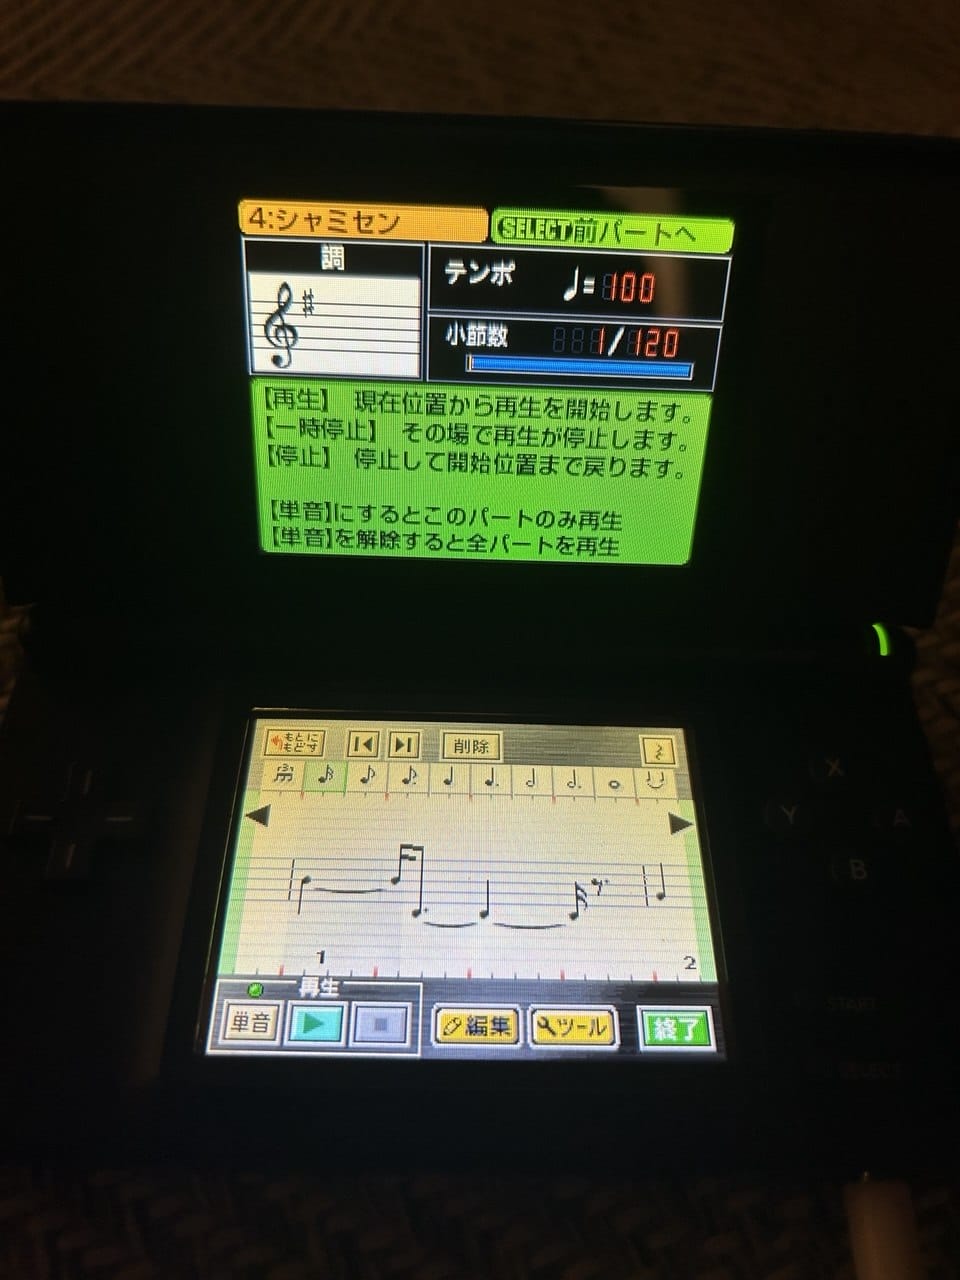 4:シャミセン
SELECT前パートへ
調
テンポ ♩=100
小節数 1/120
【再生】 現在位置から再生を開始します。
【一時停止】 その場で再生が停止します。
【停止】 停止して開始位置まで戻ります。
【単音】にするとこのパートのみ再生
【単音】を解除すると全パートを再生
もとに
もどす
削除
3
1
2
再生
単音
編集
ツール
終了
X
Y
A
B
START
SELECT